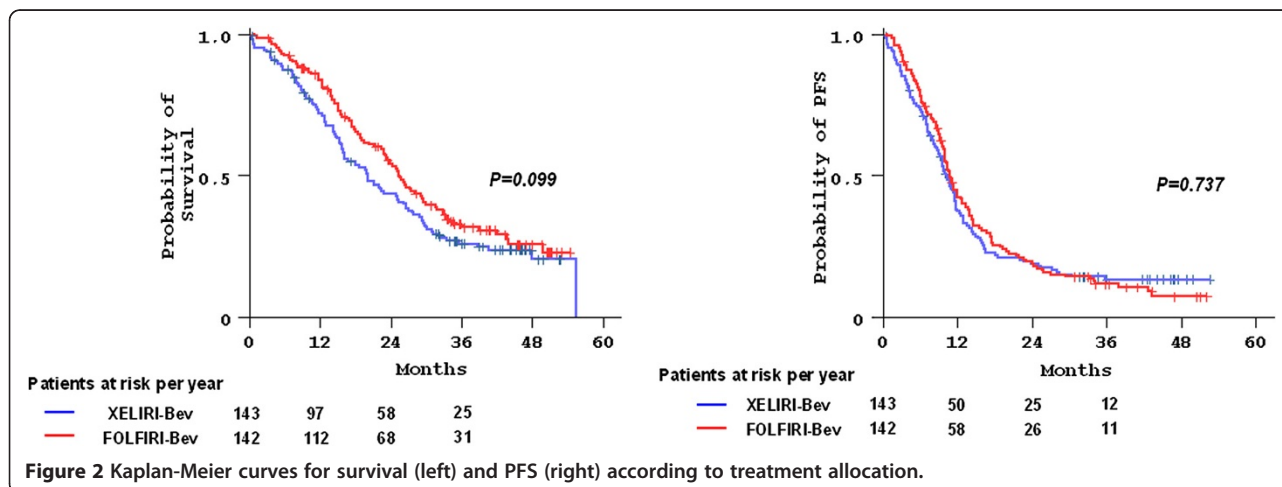 1.0
0.5
0
Probability of
Survival
P=0.099
0 12 24 36 48 60
Months
Patients at risk per year
XELIRI-Bev 143 97 58 25
FOLFIRI-Bev 142 112 68 31
1.0
0.5
0
Probability of PFS
P=0.737
0 12 24 36 48 60
Months
Patients at risk per year
XELIRI-Bev 143 50 25 12
FOLFIRI-Bev 142 58 26 11
Figure 2 Kaplan-Meier curves for survival (left) and PFS (right) according to treatment allocation.